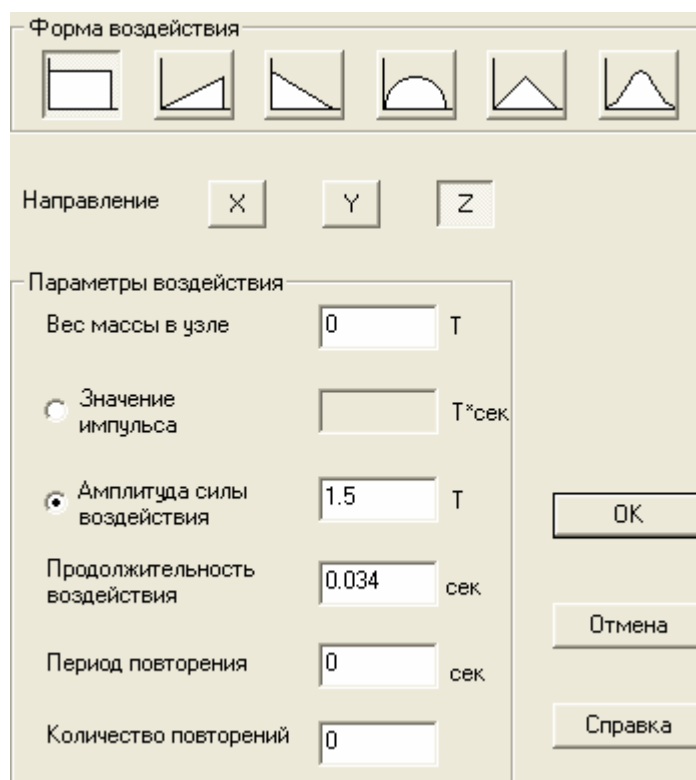 Форма воздействия
Направление X Y Z
Параметры воздействия
Вес массы в узле 0 Т
Значение
импульса Т*сек
Амплитуда силы
воздействия 1.5 Т
OK
Продолжительность
воздействия 0.034 сек
Отмена
Период повторения 0 сек
Справка
Количество повторений 0